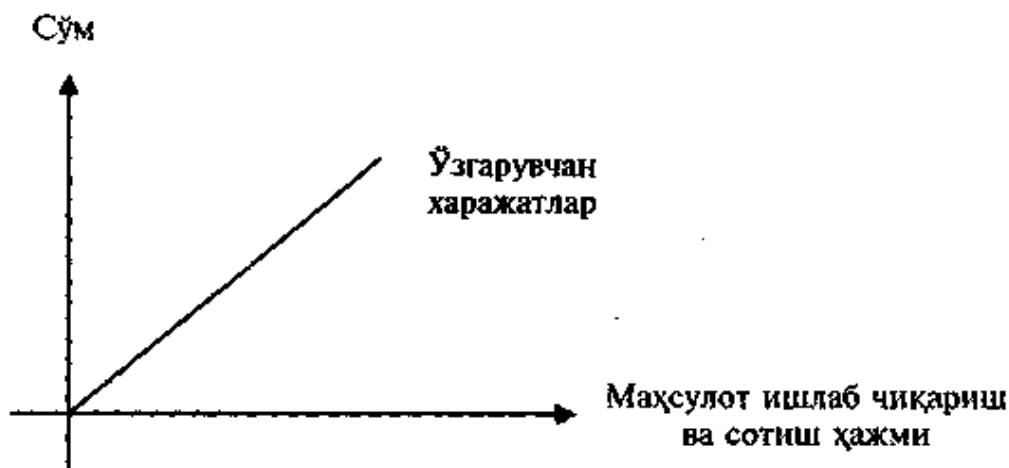 Сўм
Ўзгарувчан
харажатлар
Маҳсулот ишлаб чиқариш
ва сотиш ҳажми